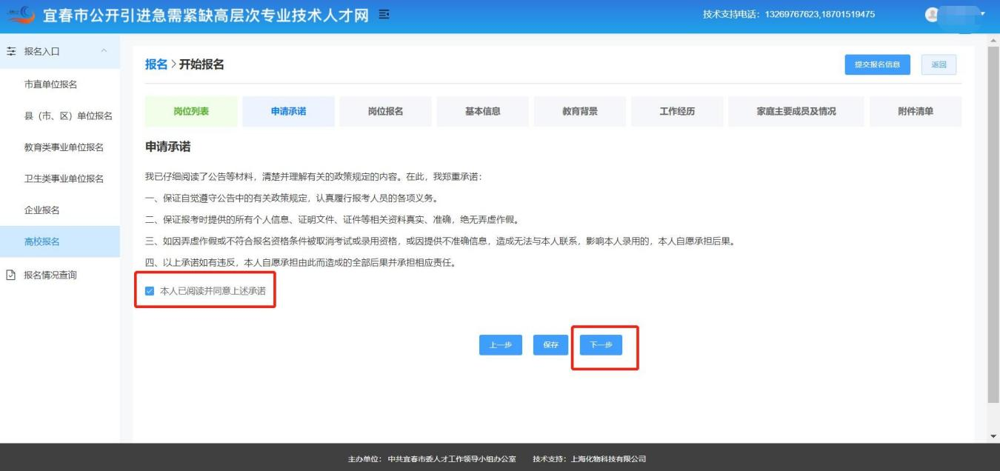 宜春市公开引进急需紧缺高层次专业技术人才网
技术支持电话：13269767623,18701519475
报名入口
市直单位报名
县（市、区）单位报名
教育类事业单位报名
卫生类事业单位报名
企业报名
高校报名
报名情况查询
报名 > 开始报名
提交报名信息
返回
岗位列表
申请承诺
岗位报名
基本信息
教育背景
工作经历
家庭主要成员及情况
附件清单
申请承诺
我已仔细阅读了公告等材料，清楚并理解有关的政策规定的内容。在此，我郑重承诺：
一、保证自觉遵守公告中的有关政策规定，认真履行报考人员的各项义务。
二、保证报考时提供的所有个人信息、证明文件、证件等相关资料真实、准确，绝无弄虚作假。
三、如因弄虚作假或不符合报名资格条件被取消考试或录用资格，或因提供不准确信息，造成无法与本人联系，影响本人录用的，本人自愿承担后果。
四、以上承诺如有违反，本人自愿承担由此而造成的全部后果并承担相应责任。
本人已阅读并同意上述承诺
上一步
保存
下一步
主办单位： 中共宜春市委人才工作领导小组办公室 技术支持：上海化物科技有限公司